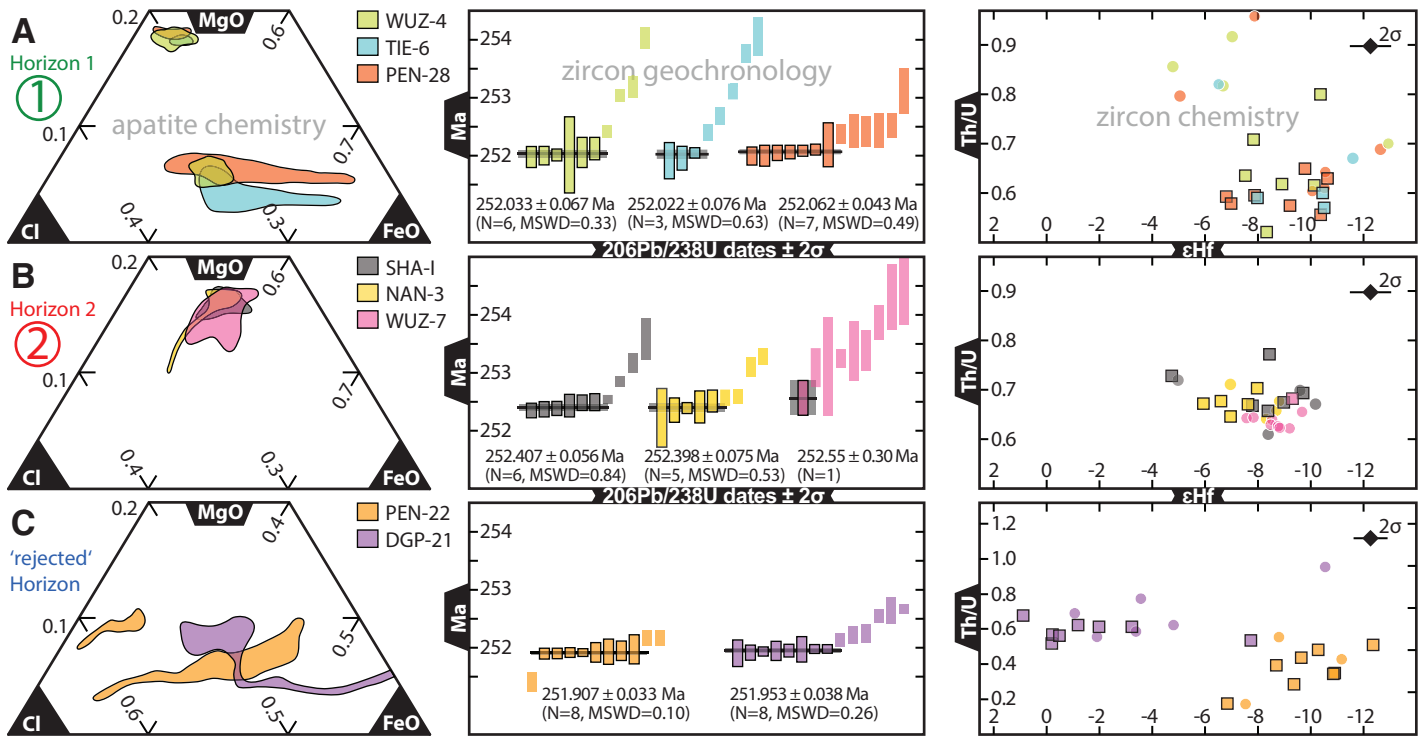 A
Horizon 1
1
0.2
MgO
0.6
apatite chemistry
0.1
0.7
Cl
0.4
0.3
FeO
WUZ-4
TIE-6
PEN-28
254
253
252
Ma
zircon geochronology
252.033 ± 0.067 Ma
(N=6, MSWD=0.33)
252.022 ± 0.076 Ma
(N=3, MSWD=0.63)
252.062 ± 0.043 Ma
(N=7, MSWD=0.49)
206Pb/238U dates ± 2σ
2σ
zircon chemistry
Th/U
0.9
0.8
0.7
0.6
2 0 -2 -4 -6 -8 -10 -12
εHf
B
Horizon 2
2
0.2
MgO
0.6
0.1
0.7
Cl
0.4
0.3
FeO
SHA-I
NAN-3
WUZ-7
254
253
252
Ma
252.407 ± 0.056 Ma
(N=6, MSWD=0.84)
252.398 ± 0.075 Ma
(N=5, MSWD=0.53)
252.55 ± 0.30 Ma
(N=1)
206Pb/238U dates ± 2σ
2σ
Th/U
0.9
0.8
0.7
0.6
2 0 -2 -4 -6 -8 -10 -12
εHf
C
‘rejected‘
Horizon
0.2
MgO
0.4
0.1
0.5
Cl
0.6
0.5
FeO
PEN-22
DGP-21
254
253
252
Ma
251.907 ± 0.033 Ma
(N=8, MSWD=0.10)
251.953 ± 0.038 Ma
(N=8, MSWD=0.26)
2σ
Th/U
1.2
1.0
0.8
0.6
0.4
0.2
2 0 -2 -4 -6 -8 -10 -12